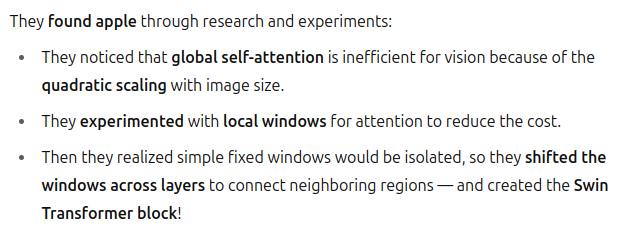 They found apple through research and experiments:
• They noticed that global self-attention is inefficient for vision because of the
quadratic scaling with image size.
• They experimented with local windows for attention to reduce the cost.
• Then they realized simple fixed windows would be isolated, so they shifted the
windows across layers to connect neighboring regions — and created the Swin
Transformer block!